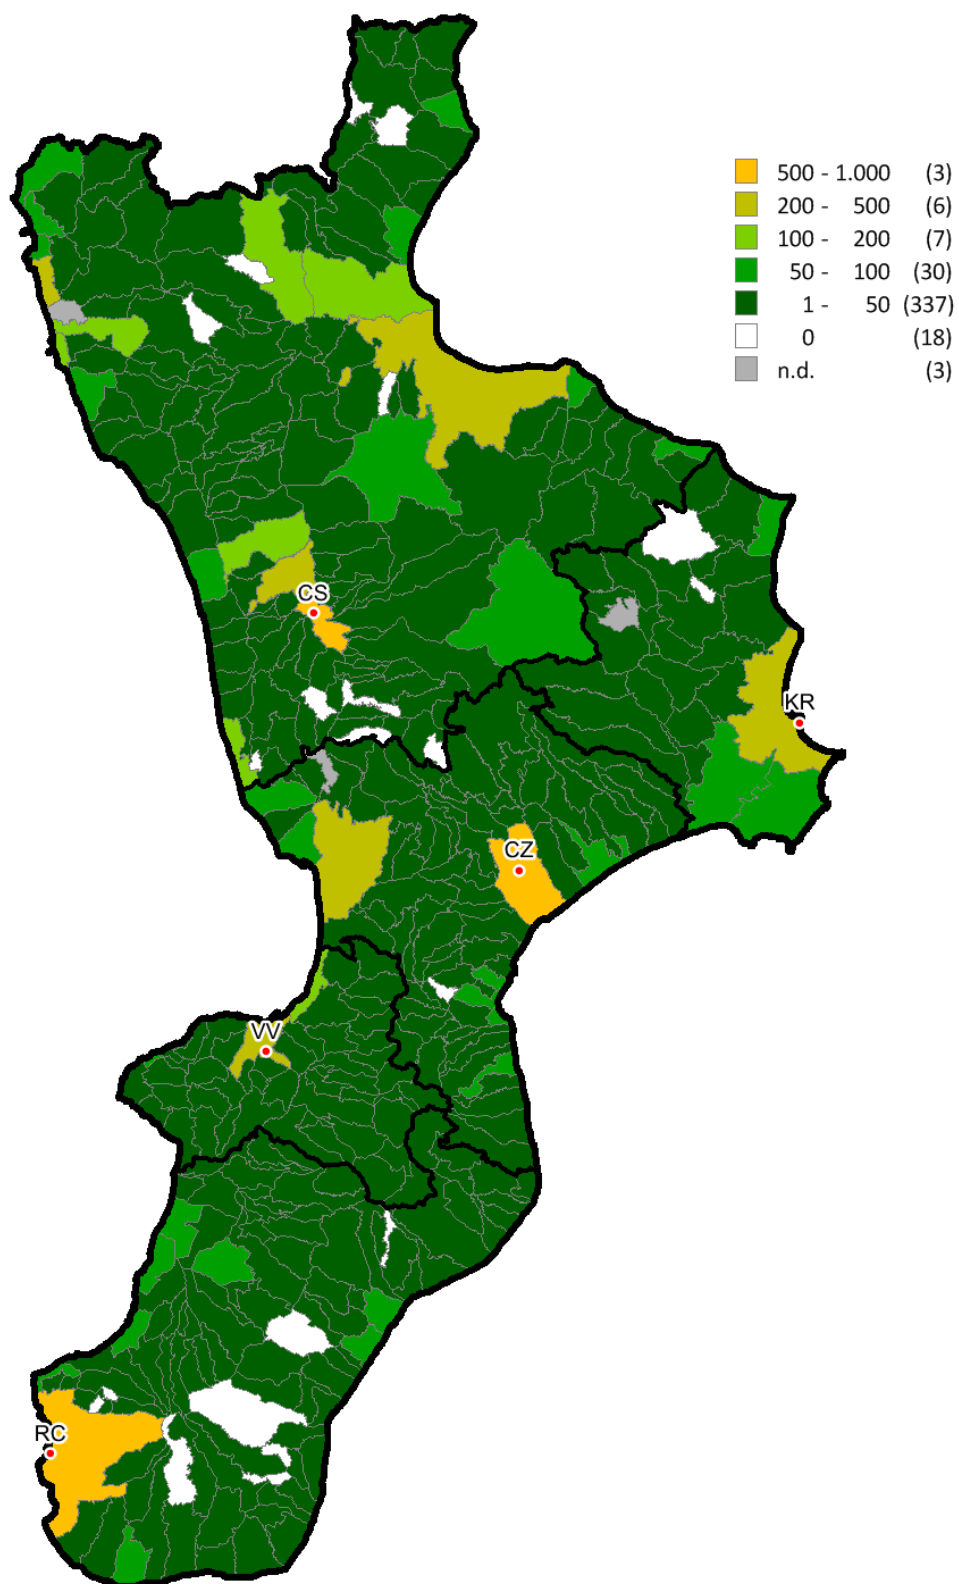 500 - 1.000 (3)
200 - 500 (6)
100 - 200 (7)
50 - 100 (30)
1 - 50 (337)
0 (18)
n.d. (3)
CS
KR
CZ
VV
RC